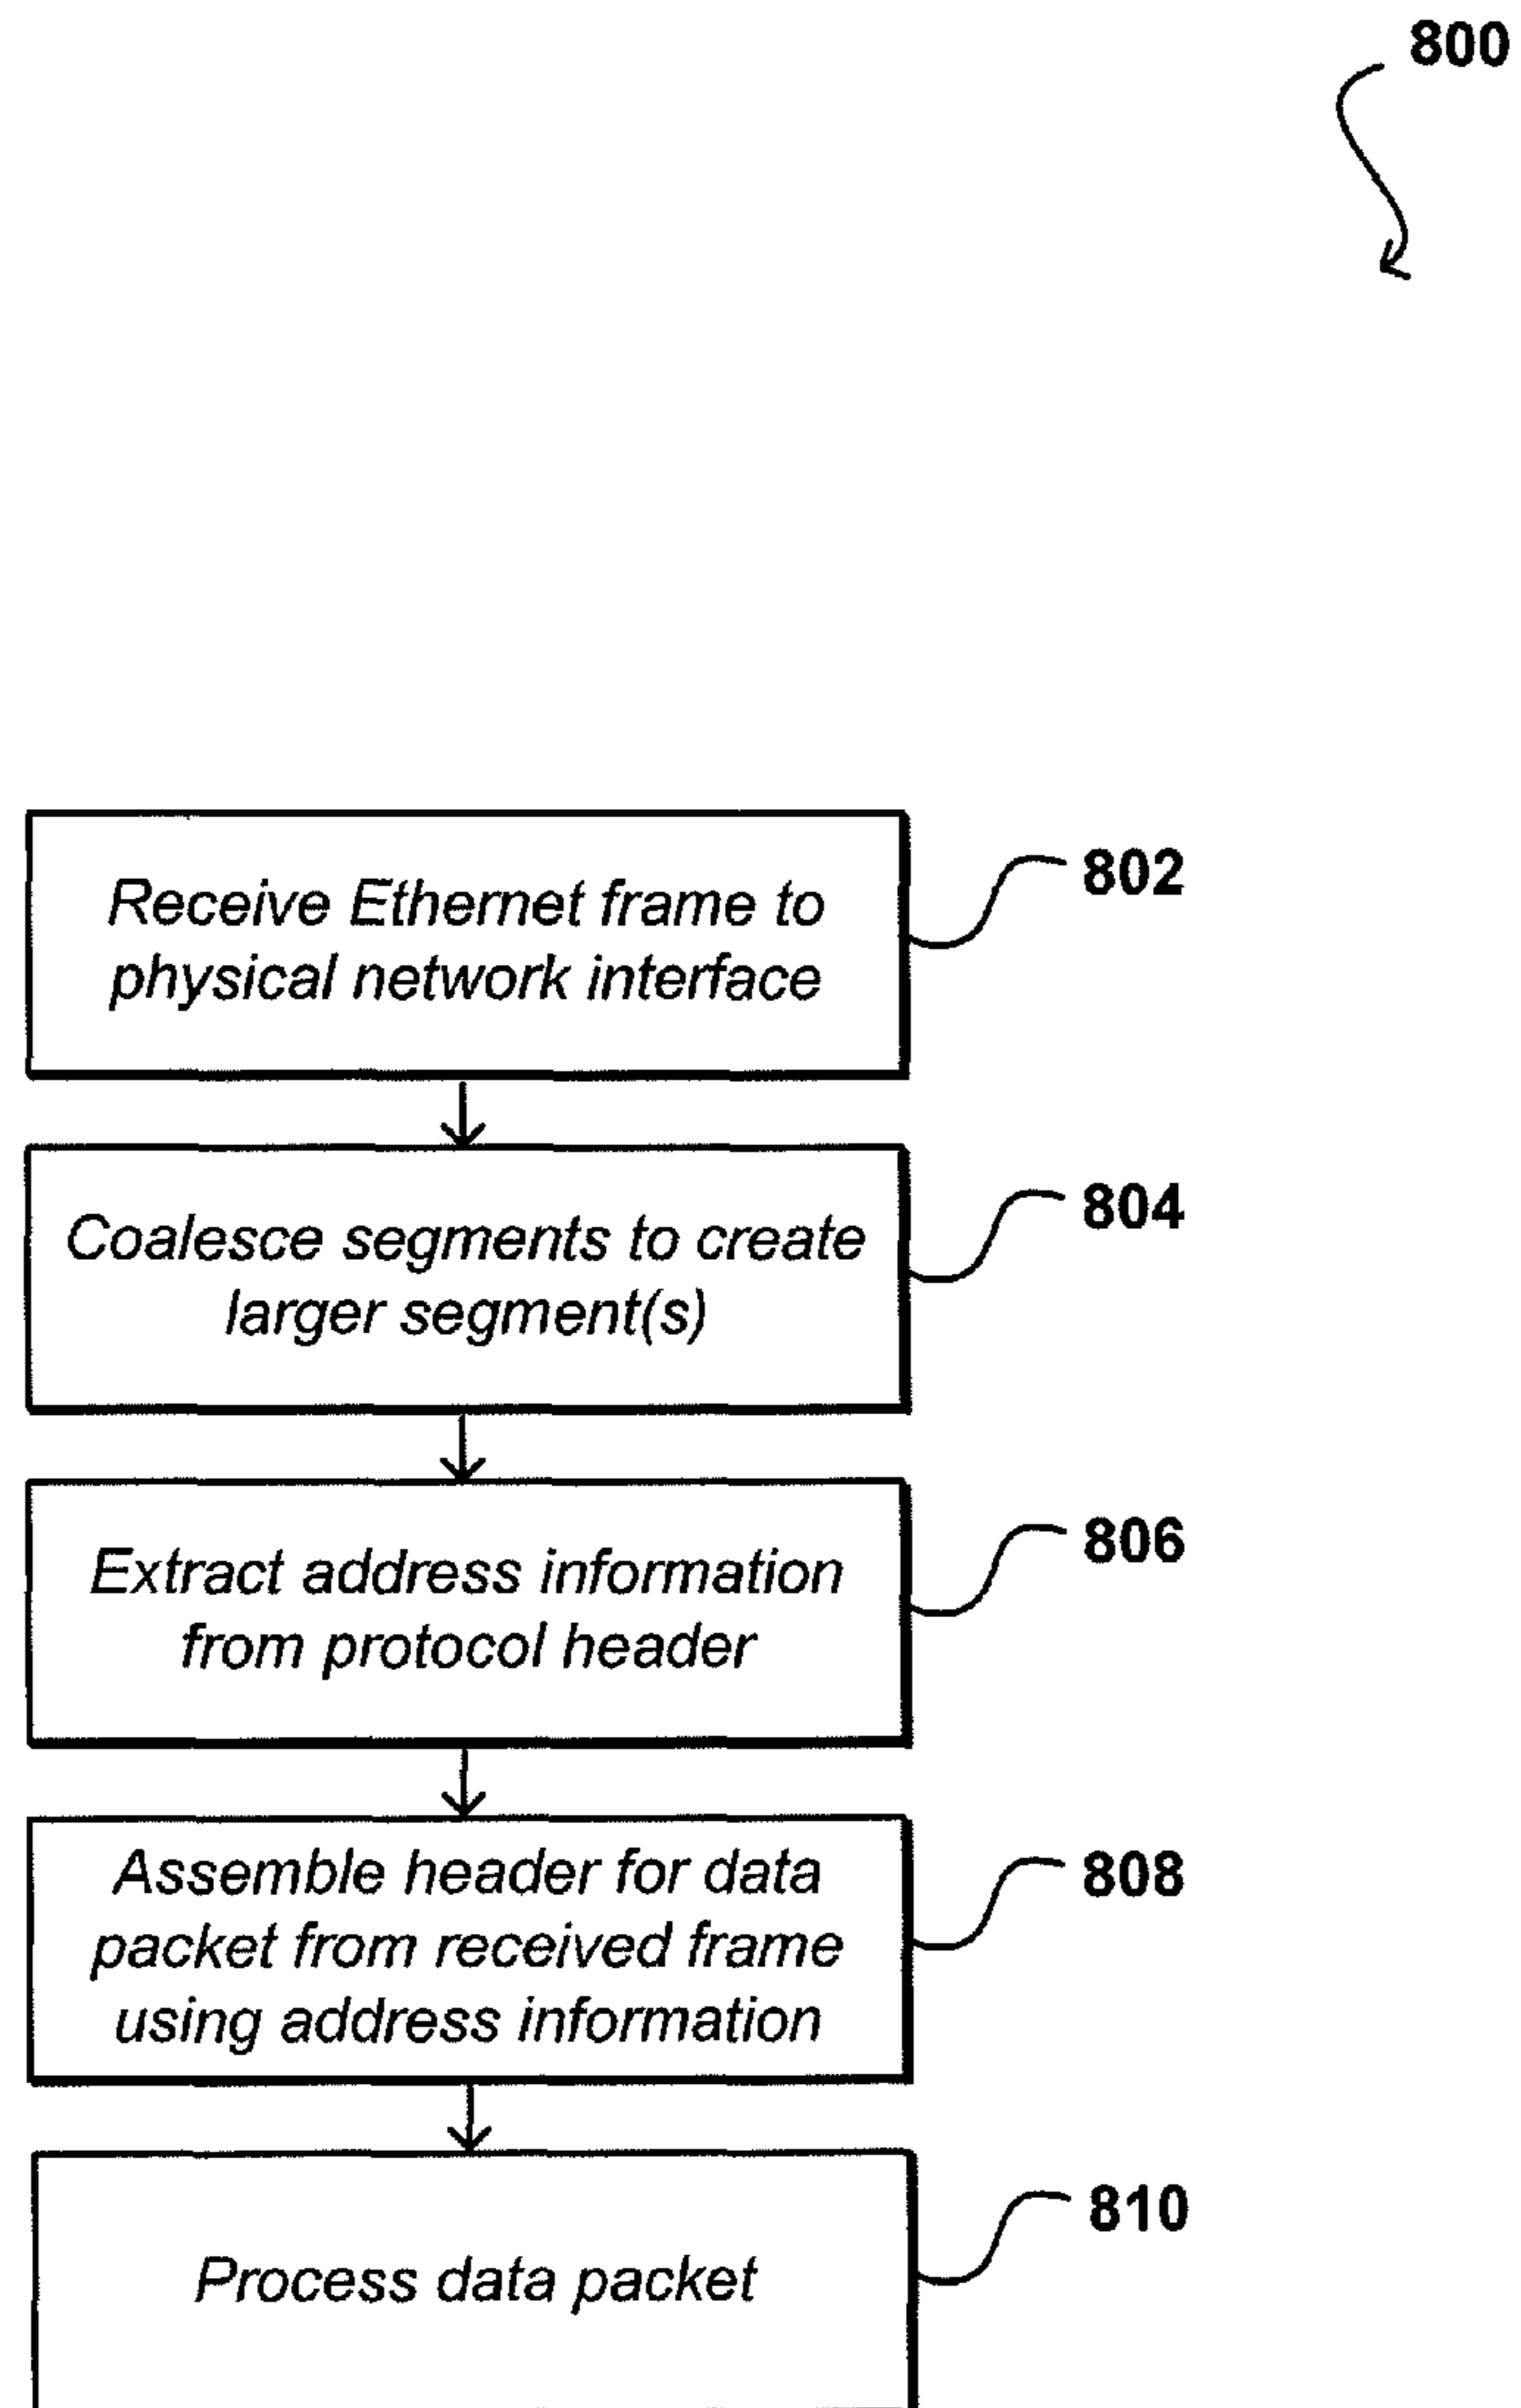 800
Receive Ethernet frame to
physical network interface
802
Coalesce segments to create
larger segment(s)
804
Extract address information
from protocol header
806
Assemble header for data
packet from received frame
using address information
808
Process data packet
810